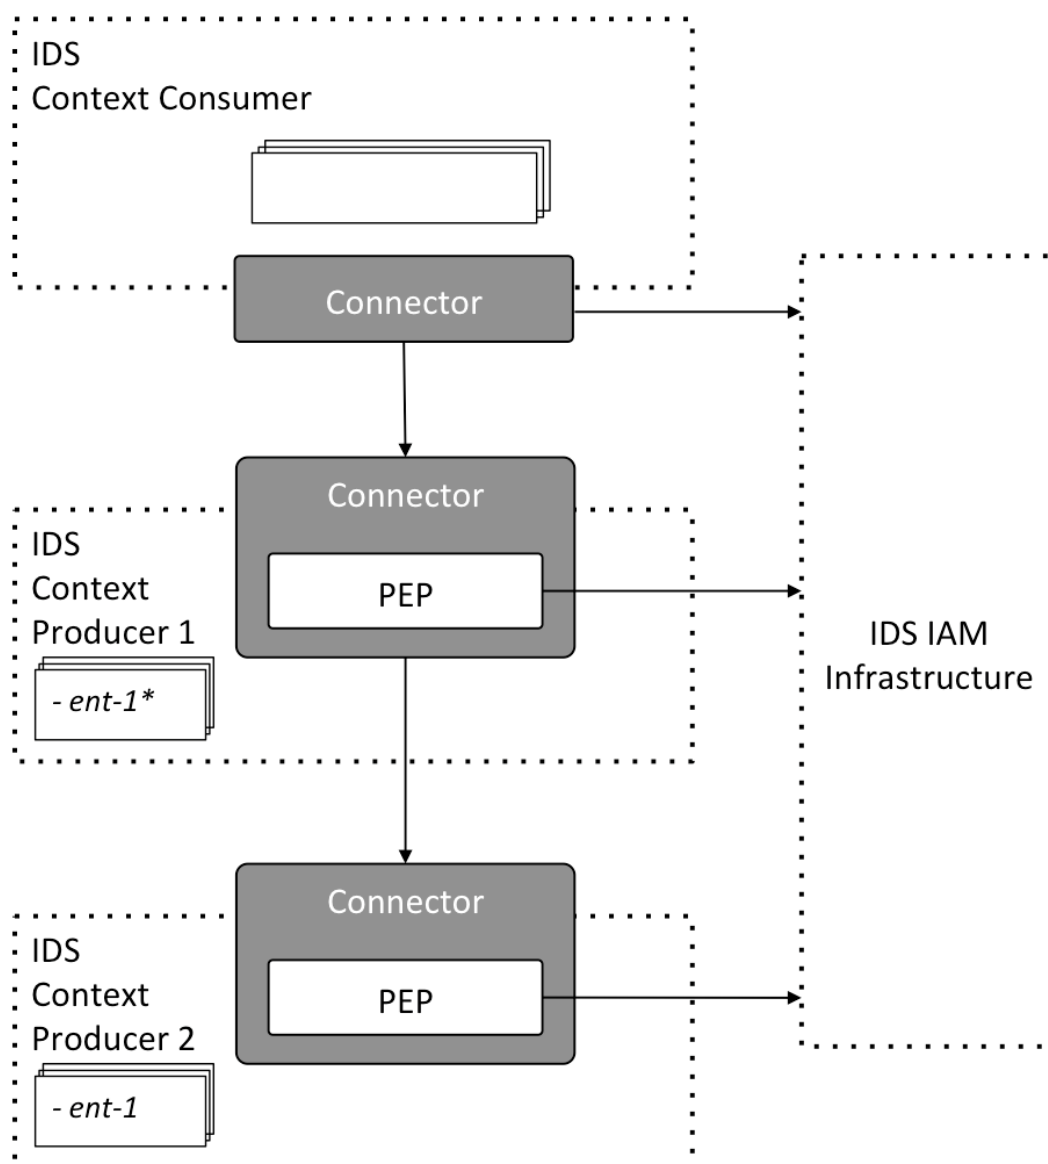 IDS
Context Consumer
Connector
Connector
IDS
Context
Producer 1
PEP
- ent-1*
IDS IAM
Infrastructure
Connector
IDS
Context
Producer 2
PEP
- ent-1